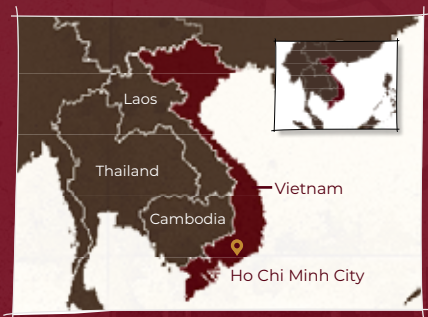 Laos
Thailand
Vietnam
Cambodia
Ho Chi Minh City